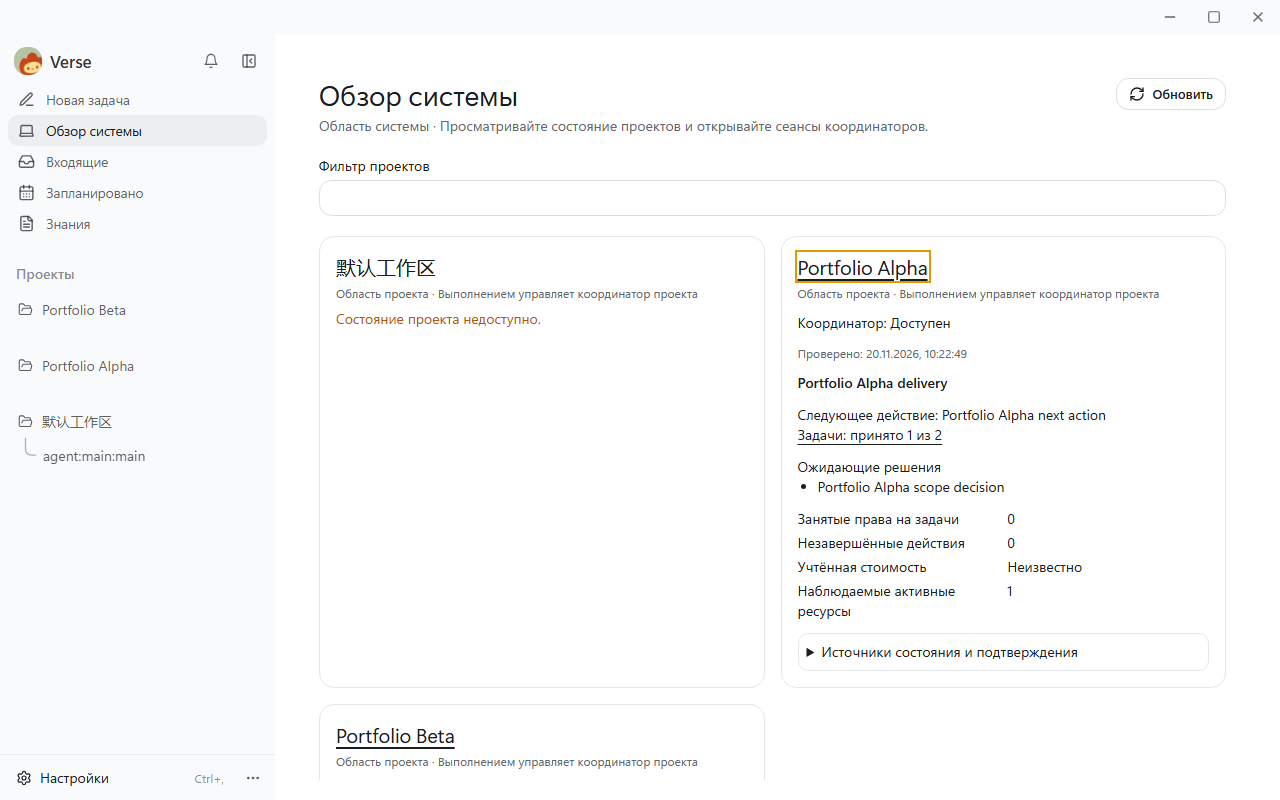 Verse
Новая задача
Обзор системы
Входящие
Запланировано
Знания
Проекты
Portfolio Beta
Portfolio Alpha
默认工作区
agent:main:main
Настройки
Ctrl+,
Обзор системы
Обновить
Область системы · Просматривайте состояние проектов и открывайте сеансы координаторов.
Фильтр проектов
默认工作区
Область проекта · Выполнением управляет координатор проекта
Состояние проекта недоступно.
Portfolio Alpha
Область проекта · Выполнением управляет координатор проекта
Координатор: Доступен
Проверено: 20.11.2026, 10:22:49
Portfolio Alpha delivery
Следующее действие: Portfolio Alpha next action
Задачи: принято 1 из 2
Ожидающие решения
Portfolio Alpha scope decision
Занятые права на задачи 0
Незавершённые действия 0
Учтённая стоимость Неизвестно
Наблюдаемые активные 1
ресурсы
Источники состояния и подтверждения
Portfolio Beta
Область проекта · Выполнением управляет координатор проекта